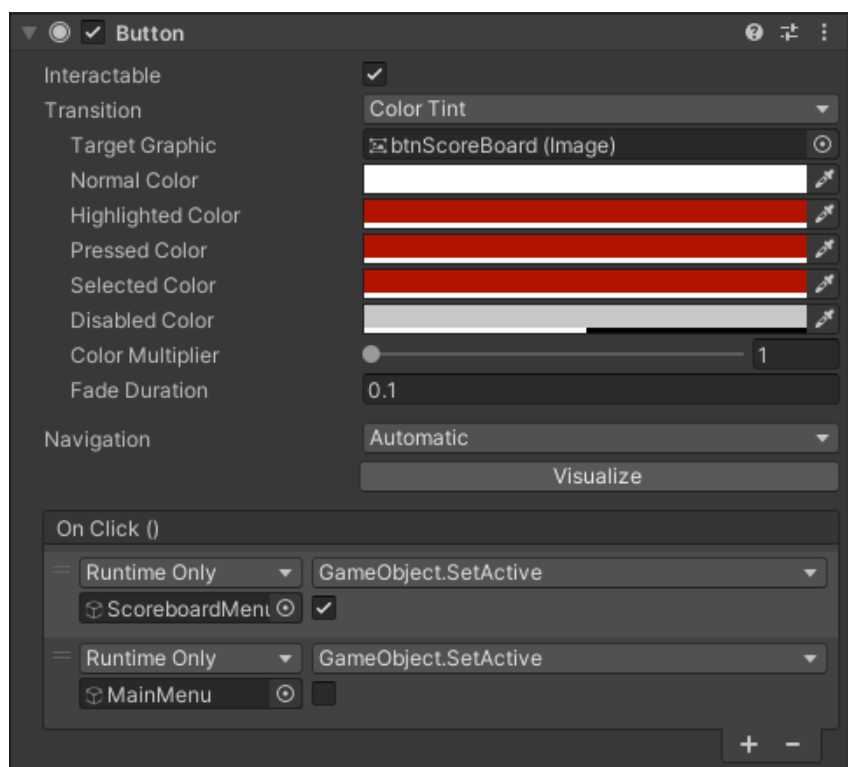 Button
Interactable
Transition Color Tint
Target Graphic btnScoreBoard (Image)
Normal Color
Highlighted Color
Pressed Color
Selected Color
Disabled Color
Color Multiplier 1
Fade Duration 0.1
Navigation Automatic
Visualize
On Click ()
Runtime Only GameObject.SetActive
ScoreboardMenu
Runtime Only GameObject.SetActive
MainMenu
+ -